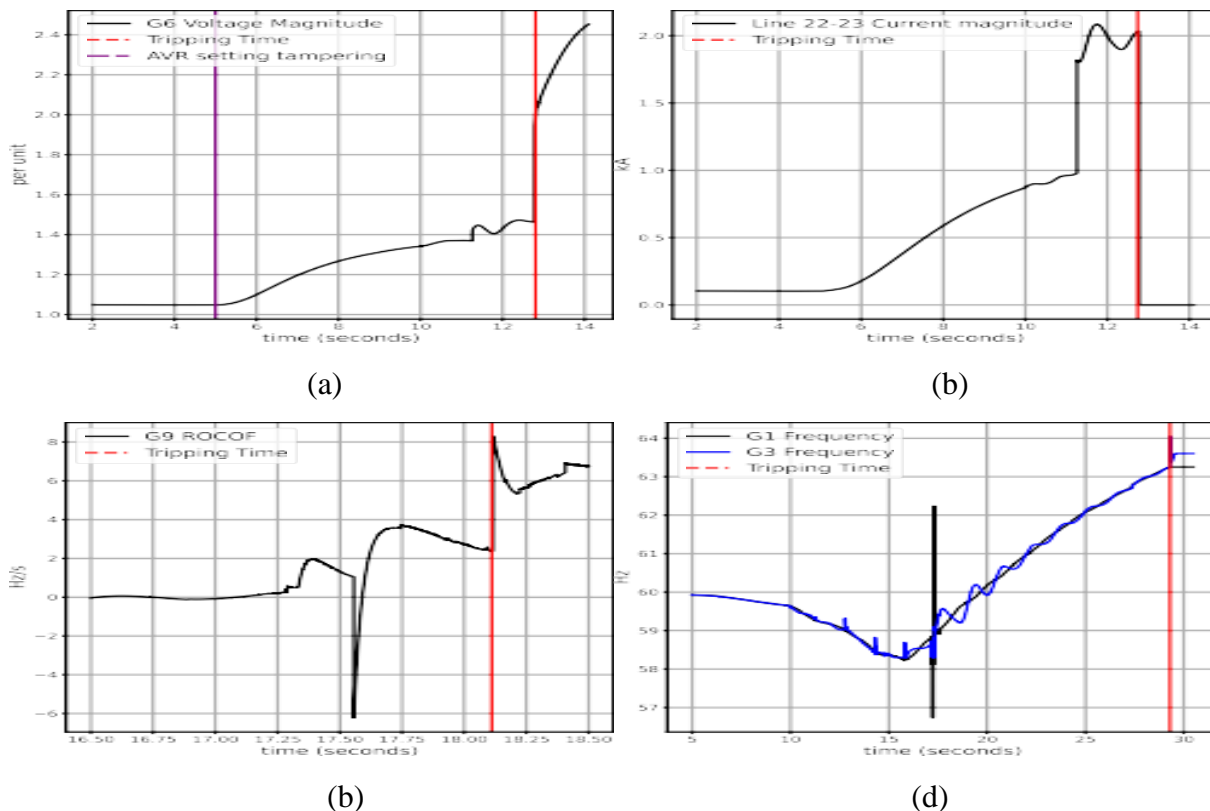 G6 Voltage Magnitude
Tripping Time
AVR setting tampering
per unit
2.4
2.2
2.0
1.8
1.6
1.4
1.2
1.0
2 4 6 8 10 12 14
time (seconds)
(a)
Line 22-23 Current magnitude
Tripping Time
kA
2.0
1.5
1.0
0.5
0.0
2 4 6 8 10 12 14
time (seconds)
(b)
G9 ROCOF
Tripping Time
Hz/s
8
6
4
2
0
−2
−4
−6
16.50 16.75 17.00 17.25 17.50 17.75 18.00 18.25 18.50
time (seconds)
(b)
G1 Frequency
G3 Frequency
Tripping Time
Hz
64
63
62
61
60
59
58
57
5 10 15 20 25 30
time (seconds)
(d)